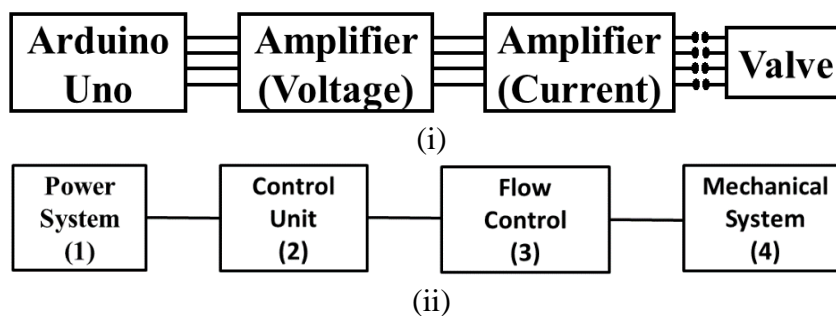 Arduino
Uno
Amplifier
(Voltage)
Amplifier
(Current)
Valve
(i)
Power
System
(1)
Control
Unit
(2)
Flow
Control
(3)
Mechanical
System
(4)
(ii)